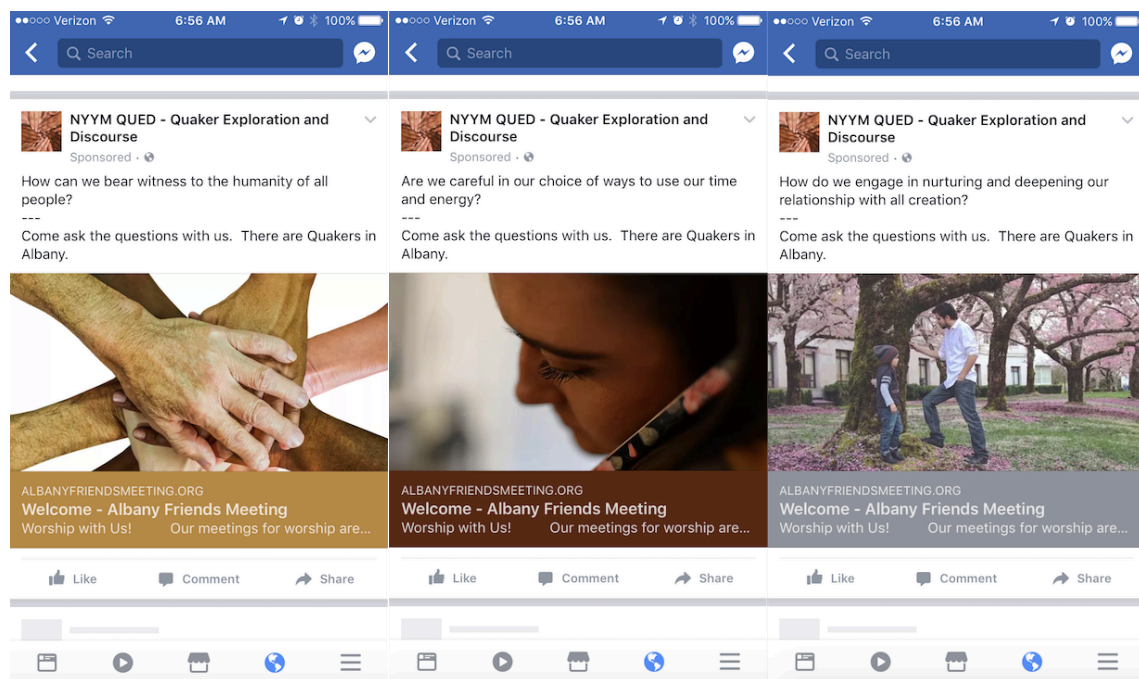 ●●○○○ Verizon 6:56 AM 100%
Search
NYYM QUED - Quaker Exploration and
Discourse
Sponsored ·
How can we bear witness to the humanity of all
people?
---
Come ask the questions with us.  There are Quakers in
Albany.
ALBANYFRIENDSMEETING.ORG
Welcome - Albany Friends Meeting
Worship with Us! Our meetings for worship are...
Like Comment Share
●●○○○ Verizon 6:56 AM 100%
Search
NYYM QUED - Quaker Exploration and
Discourse
Sponsored ·
Are we careful in our choice of ways to use our time
and energy?
---
Come ask the questions with us.  There are Quakers in
Albany.
ALBANYFRIENDSMEETING.ORG
Welcome - Albany Friends Meeting
Worship with Us! Our meetings for worship are...
Like Comment Share
●●○○○ Verizon 6:56 AM 100%
Search
NYYM QUED - Quaker Exploration and
Discourse
Sponsored ·
How do we engage in nurturing and deepening our
relationship with all creation?
---
Come ask the questions with us.  There are Quakers in
Albany.
ALBANYFRIENDSMEETING.ORG
Welcome - Albany Friends Meeting
Worship with Us! Our meetings for worship are...
Like Comment Share